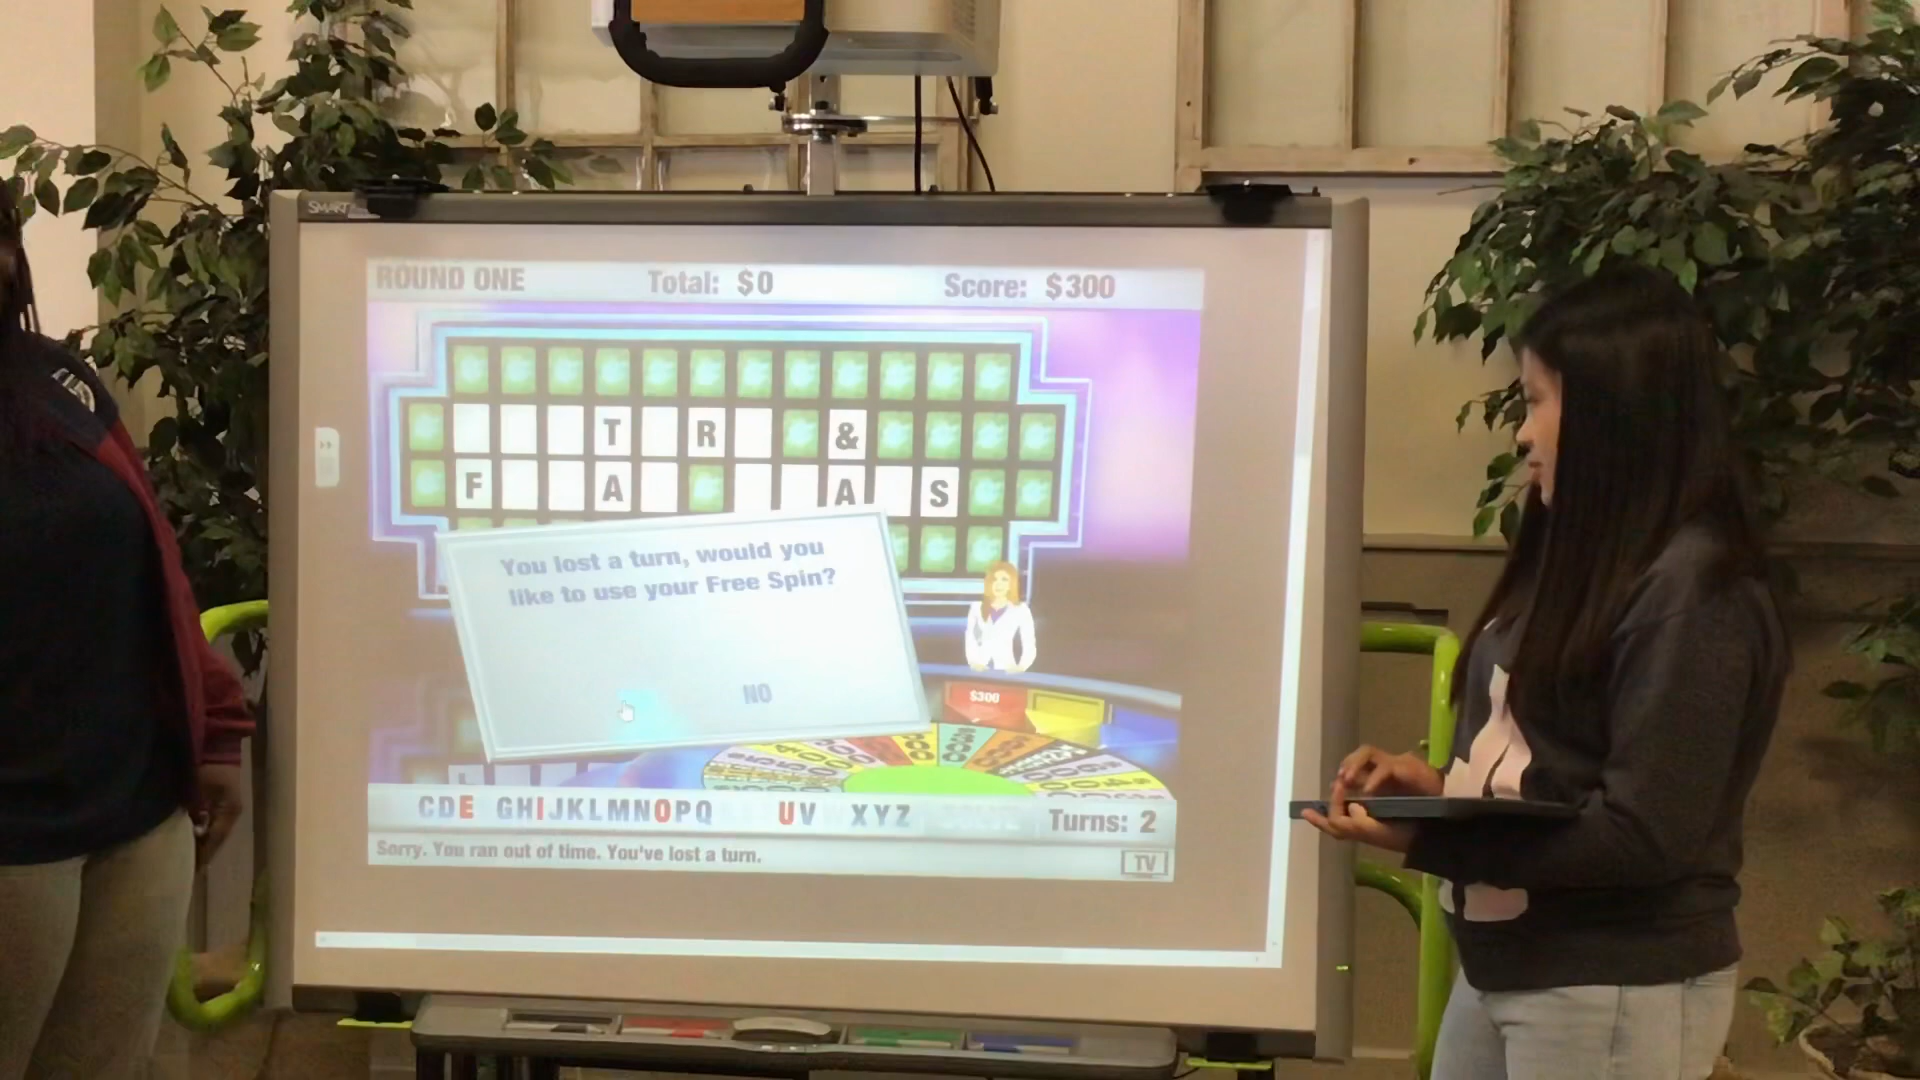 SMART
ROUND ONE Total: $0 Score: $300
T R &
F A A S
You lost a turn, would you
like to use your Free Spin?
NO
$300
CDE GHIJKLMNOPQ UV XYZ Turns: 2
Sorry. You ran out of time. You've lost a turn.
TV